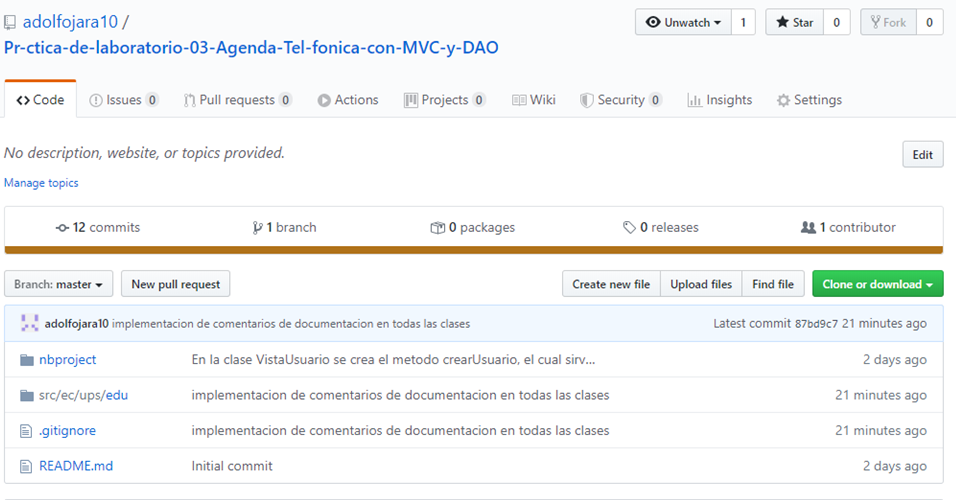 adolfojara10 /
Unwatch 1 Star 0 Fork 0
Pr-ctica-de-laboratorio-03-Agenda-Tel-fonica-con-MVC-y-DAO
Code Issues 0 Pull requests 0 Actions Projects 0 Wiki Security 0 Insights Settings
No description, website, or topics provided.
Edit
Manage topics
12 commits 1 branch 0 packages 0 releases 1 contributor
Branch: master New pull request Create new file Upload files Find file Clone or download
adolfojara10 implementacion de comentarios de documentacion en todas las clases Latest commit 87bd9c7 21 minutes ago
nbproject En la clase VistaUsuario se crea el metodo crearUsuario, el cual sirv... 2 days ago
src/ec/ups/edu implementacion de comentarios de documentacion en todas las clases 21 minutes ago
.gitignore implementacion de comentarios de documentacion en todas las clases 21 minutes ago
README.md Initial commit 2 days ago